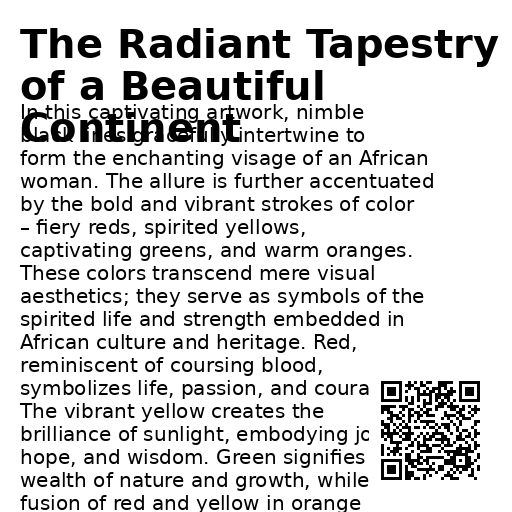 The Radiant Tapestry
of a Beautiful
Continent
In this captivating artwork, nimble
black lines gracefully intertwine to
form the enchanting visage of an African
woman. The allure is further accentuated
by the bold and vibrant strokes of color
– fiery reds, spirited yellows,
captivating greens, and warm oranges.
These colors transcend mere visual
aesthetics; they serve as symbols of the
spirited life and strength embedded in
African culture and heritage. Red,
reminiscent of coursing blood,
symbolizes life, passion, and coura
The vibrant yellow creates the
brilliance of sunlight, embodying jo
hope, and wisdom. Green signifies
wealth of nature and growth, while
fusion of red and yellow in orange